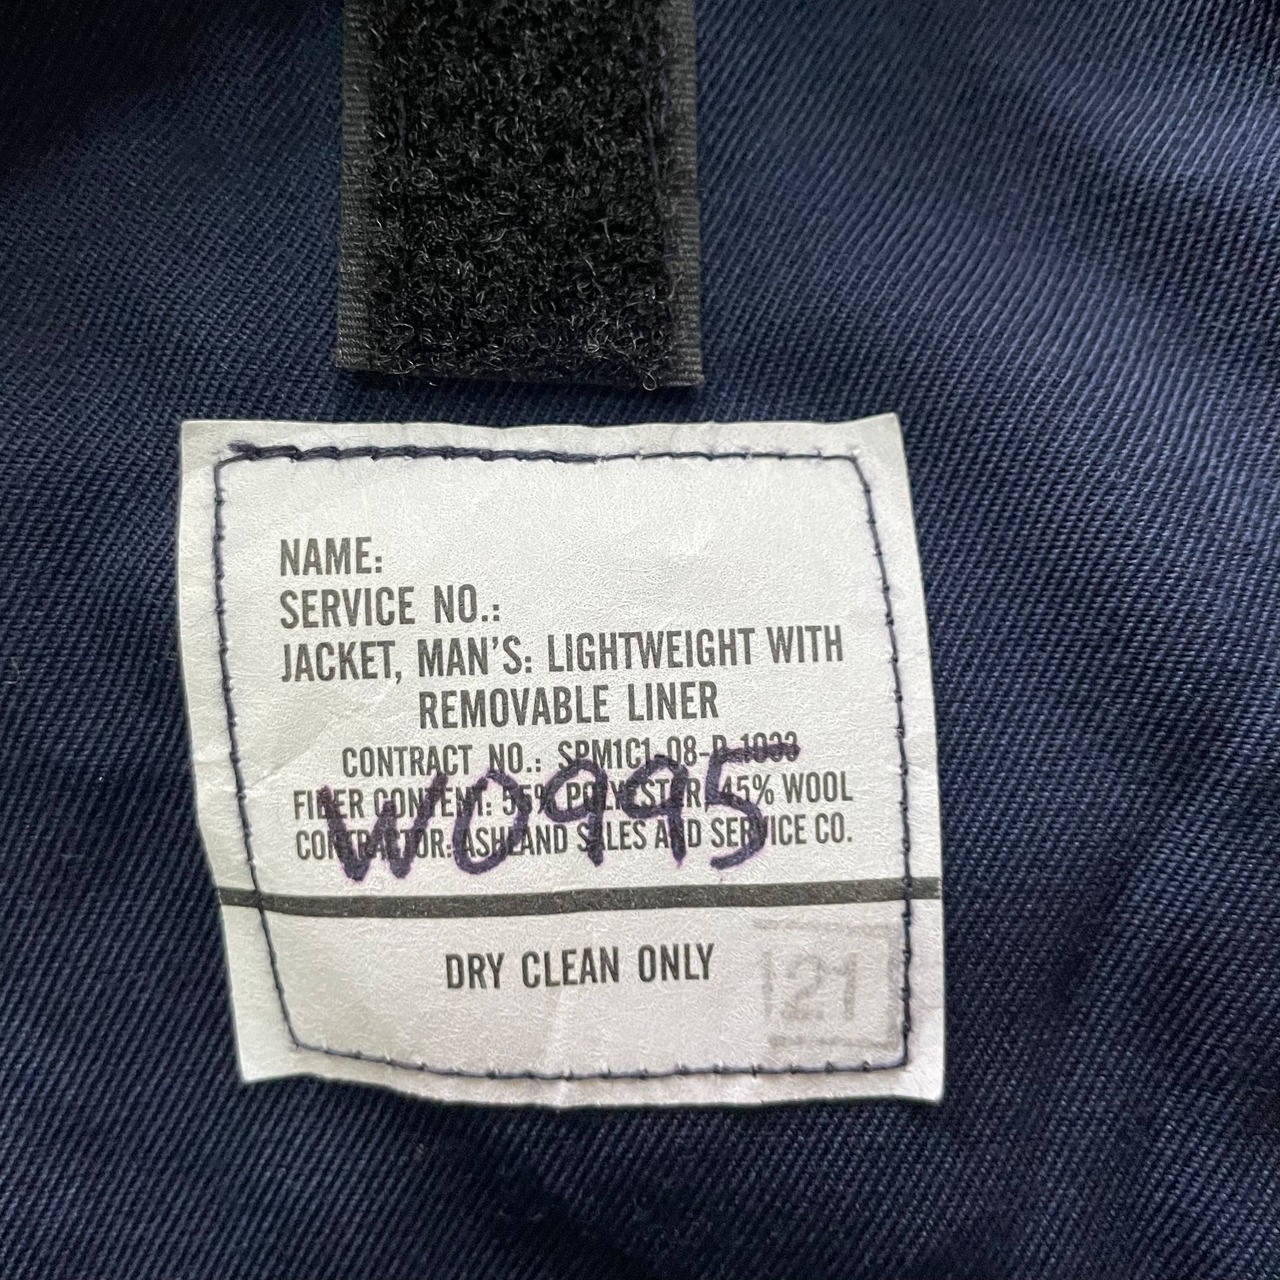 NAME:
SERVICE NO.:
JACKET, MAN'S: LIGHTWEIGHT WITH
REMOVABLE LINER
CONTRACT NO.: SPM1C1-08-D-1033
FIBER CONTENT: 55% POLYESTER, 45% WOOL
CONTRACTOR: ASHLAND SALES AND SERVICE CO.
W0995
DRY CLEAN ONLY
21